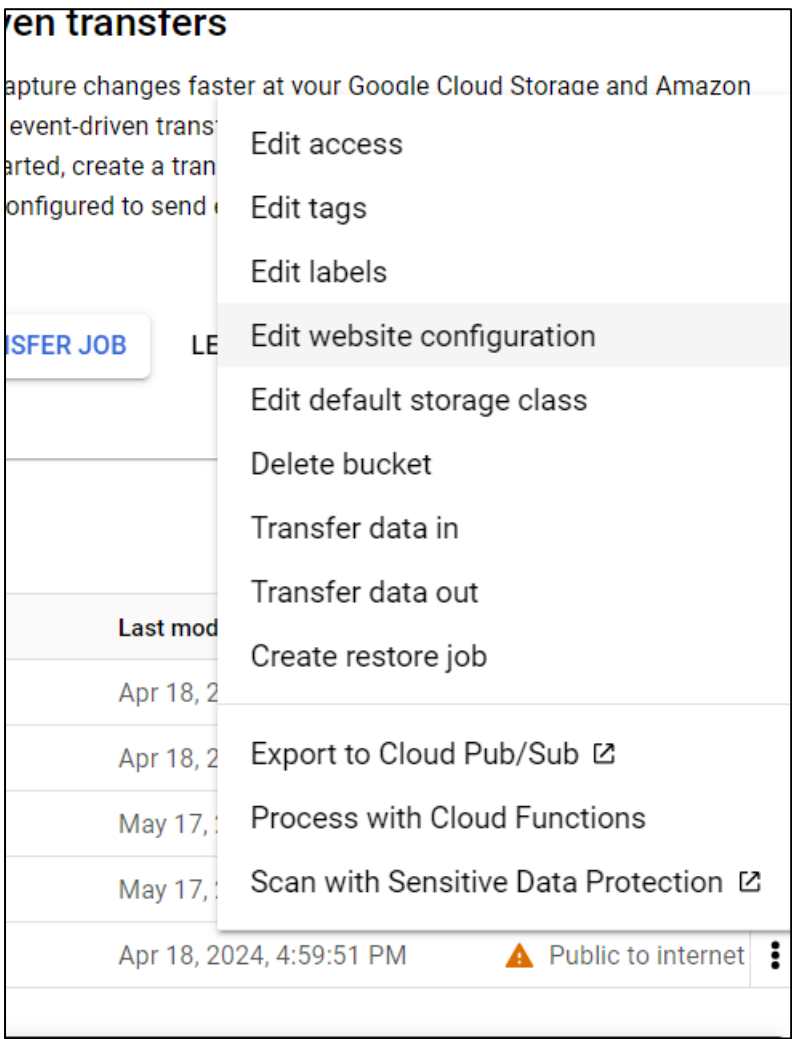 ven transfers
apture changes faster at your Google Cloud Storage and Amazon
event-driven trans
arted, create a tran
onfigured to send
Edit access
Edit tags
Edit labels
Edit website configuration
Edit default storage class
Delete bucket
Transfer data in
Transfer data out
Create restore job
Export to Cloud Pub/Sub
Process with Cloud Functions
Scan with Sensitive Data Protection
NSFER JOB
LE
Last mod
Apr 18, 2
Apr 18, 2
May 17,
May 17,
Apr 18, 2024, 4:59:51 PM Public to internet